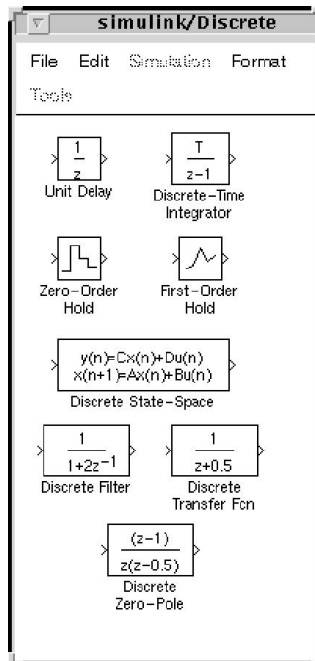 simulink/Discrete
File Edit Simulation Format
Tools
1
z
Unit Delay
T
z-1
Discrete-Time
Integrator
Zero-Order
Hold
First-Order
Hold
y(n)=Cx(n)+Du(n)
x(n+1)=Ax(n)+Bu(n)
Discrete State-Space
1
1+2z⁻¹
Discrete Filter
1
z+0.5
Discrete
Transfer Fcn
(z-1)
z(z-0.5)
Discrete
Zero-Pole